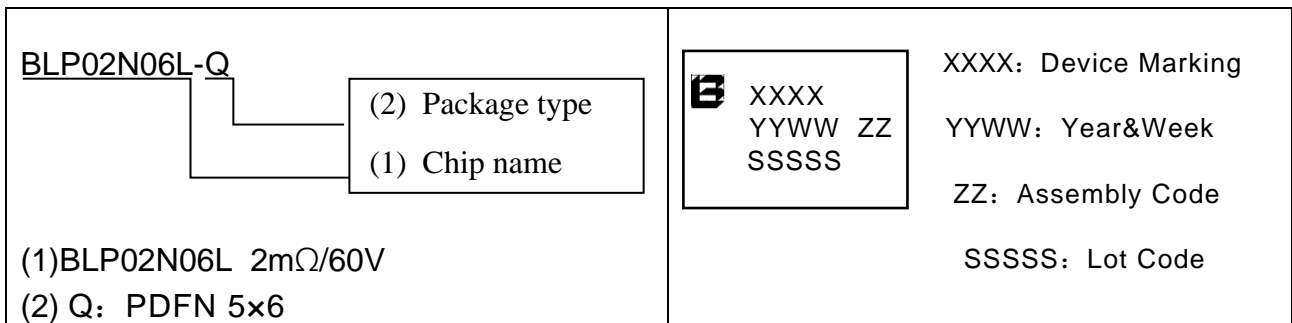 BLP02N06L-Q
(2) Package type
(1) Chip name
(1)BLP02N06L 2mΩ/60V
(2) Q：PDFN 5×6
XXXX
YYWW ZZ
SSSSS
XXXX：Device Marking
YYWW：Year&Week
ZZ：Assembly Code
SSSSS：Lot Code